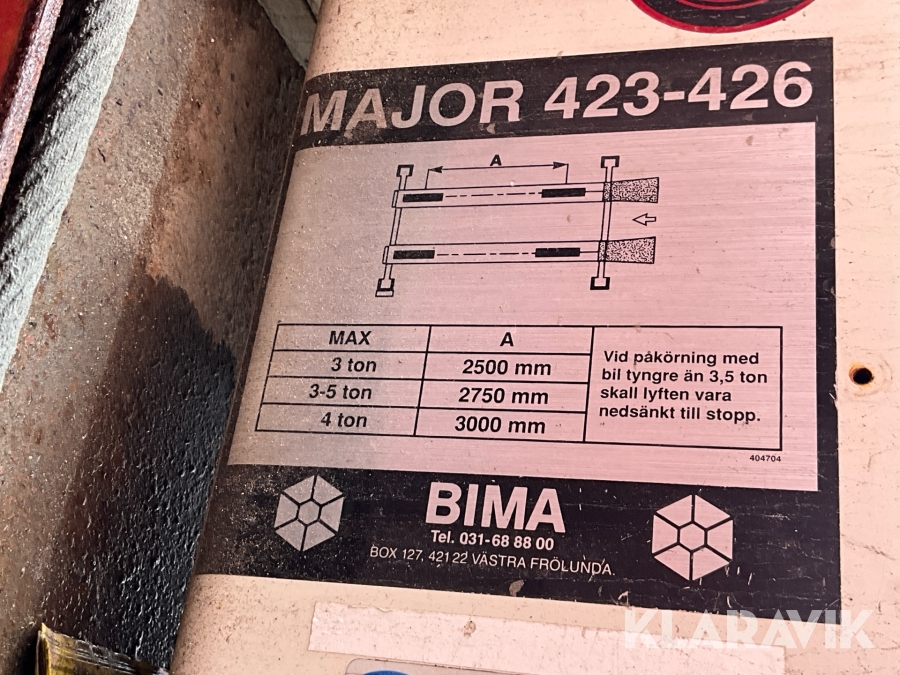 MAJOR 423-426
A
MAX A
3 ton 2500 mm
3-5 ton 2750 mm
4 ton 3000 mm
Vid påkörning med
bil tyngre än 3,5 ton
skall lyften vara
nedsänkt till stopp.
404704
BIMA
Tel. 031-68 88 00
BOX 127, 421 22 VÄSTRA FRÖLUNDA.
KLARAVIK